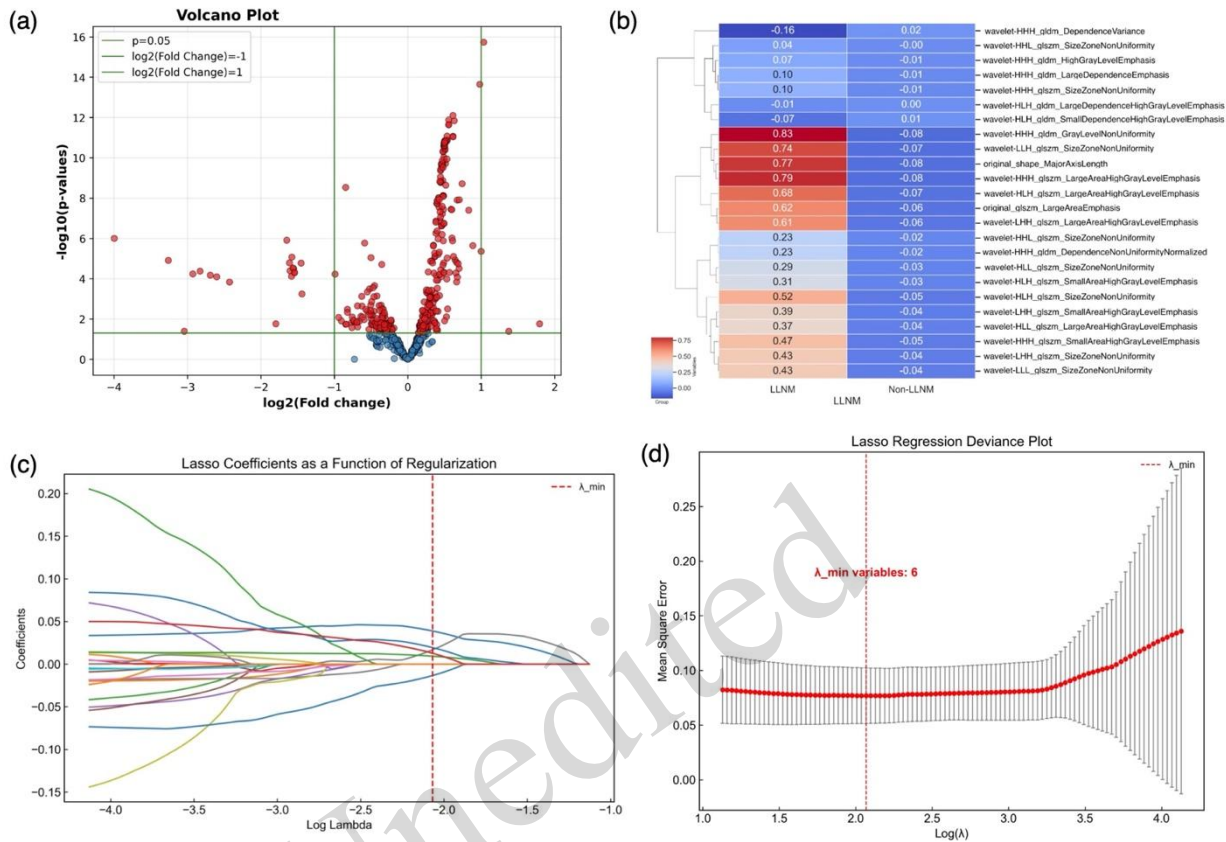 (a)
Volcano Plot
p=0.05
log2(Fold Change)=-1
log2(Fold Change)=1
-log10(p-values)
16
14
12
10
8
6
4
2
0
-4
-3
-2
-1
0
1
2
log2(Fold change)
(b)
-0.16 0.02 wavelet-HHH_gldm_DependenceVariance
0.04 -0.00 wavelet-HHL_glszm_SizeZoneNonUniformity
0.07 -0.01 wavelet-HHH_gldm_HighGrayLevelEmphasis
0.10 -0.01 wavelet-HHH_gldm_LargeDependenceEmphasis
0.10 -0.01 wavelet-HHH_glszm_SizeZoneNonUniformity
-0.01 0.00 wavelet-HLH_gldm_LargeDependenceHighGrayLevelEmphasis
-0.07 0.01 wavelet-HLH_gldm_SmallDependenceHighGrayLevelEmphasis
0.83 -0.08 wavelet-HHH_gldm_GrayLevelNonUniformity
0.74 -0.07 wavelet-LLH_glszm_SizeZoneNonUniformity
0.77 -0.08 original_shape_MajorAxisLength
0.79 -0.08 wavelet-HHH_glszm_LargeAreaHighGrayLevelEmphasis
0.68 -0.07 wavelet-HLH_glszm_LargeAreaHighGrayLevelEmphasis
0.62 -0.06 original_glszm_LargeAreaEmphasis
0.61 -0.06 wavelet-LHH_glszm_LargeAreaHighGrayLevelEmphasis
0.23 -0.02 wavelet-HHL_glszm_SizeZoneNonUniformity
0.23 -0.02 wavelet-HHH_gldm_DependenceNonUniformityNormalized
0.29 -0.03 wavelet-HLL_glszm_SizeZoneNonUniformity
0.31 -0.03 wavelet-HLH_glszm_SmallAreaHighGrayLevelEmphasis
0.52 -0.05 wavelet-HLH_glszm_SizeZoneNonUniformity
0.39 -0.04 wavelet-LHH_glszm_SmallAreaHighGrayLevelEmphasis
0.37 -0.04 wavelet-HLL_glszm_LargeAreaHighGrayLevelEmphasis
0.47 -0.05 wavelet-HHH_glszm_SmallAreaHighGrayLevelEmphasis
0.43 -0.04 wavelet-LHH_glszm_SizeZoneNonUniformity
0.43 -0.04 wavelet-LLL_glszm_SizeZoneNonUniformity
0.75
0.50
0.25
0.00
Variables
Group
LLNM Non-LLNM
LLNM
(c)
Lasso Coefficients as a Function of Regularization
λ_min
Coefficients
0.20
0.15
0.10
0.05
0.00
−0.05
−0.10
−0.15
−4.0 −3.5 −3.0 −2.5 −2.0 −1.5 −1.0
Log Lambda
(d)
Lasso Regression Deviance Plot
λ_min
λ_min variables: 6
Mean Square Error
0.25
0.20
0.15
0.10
0.05
0.00
1.0 1.5 2.0 2.5 3.0 3.5 4.0
Log(λ)
Unedited